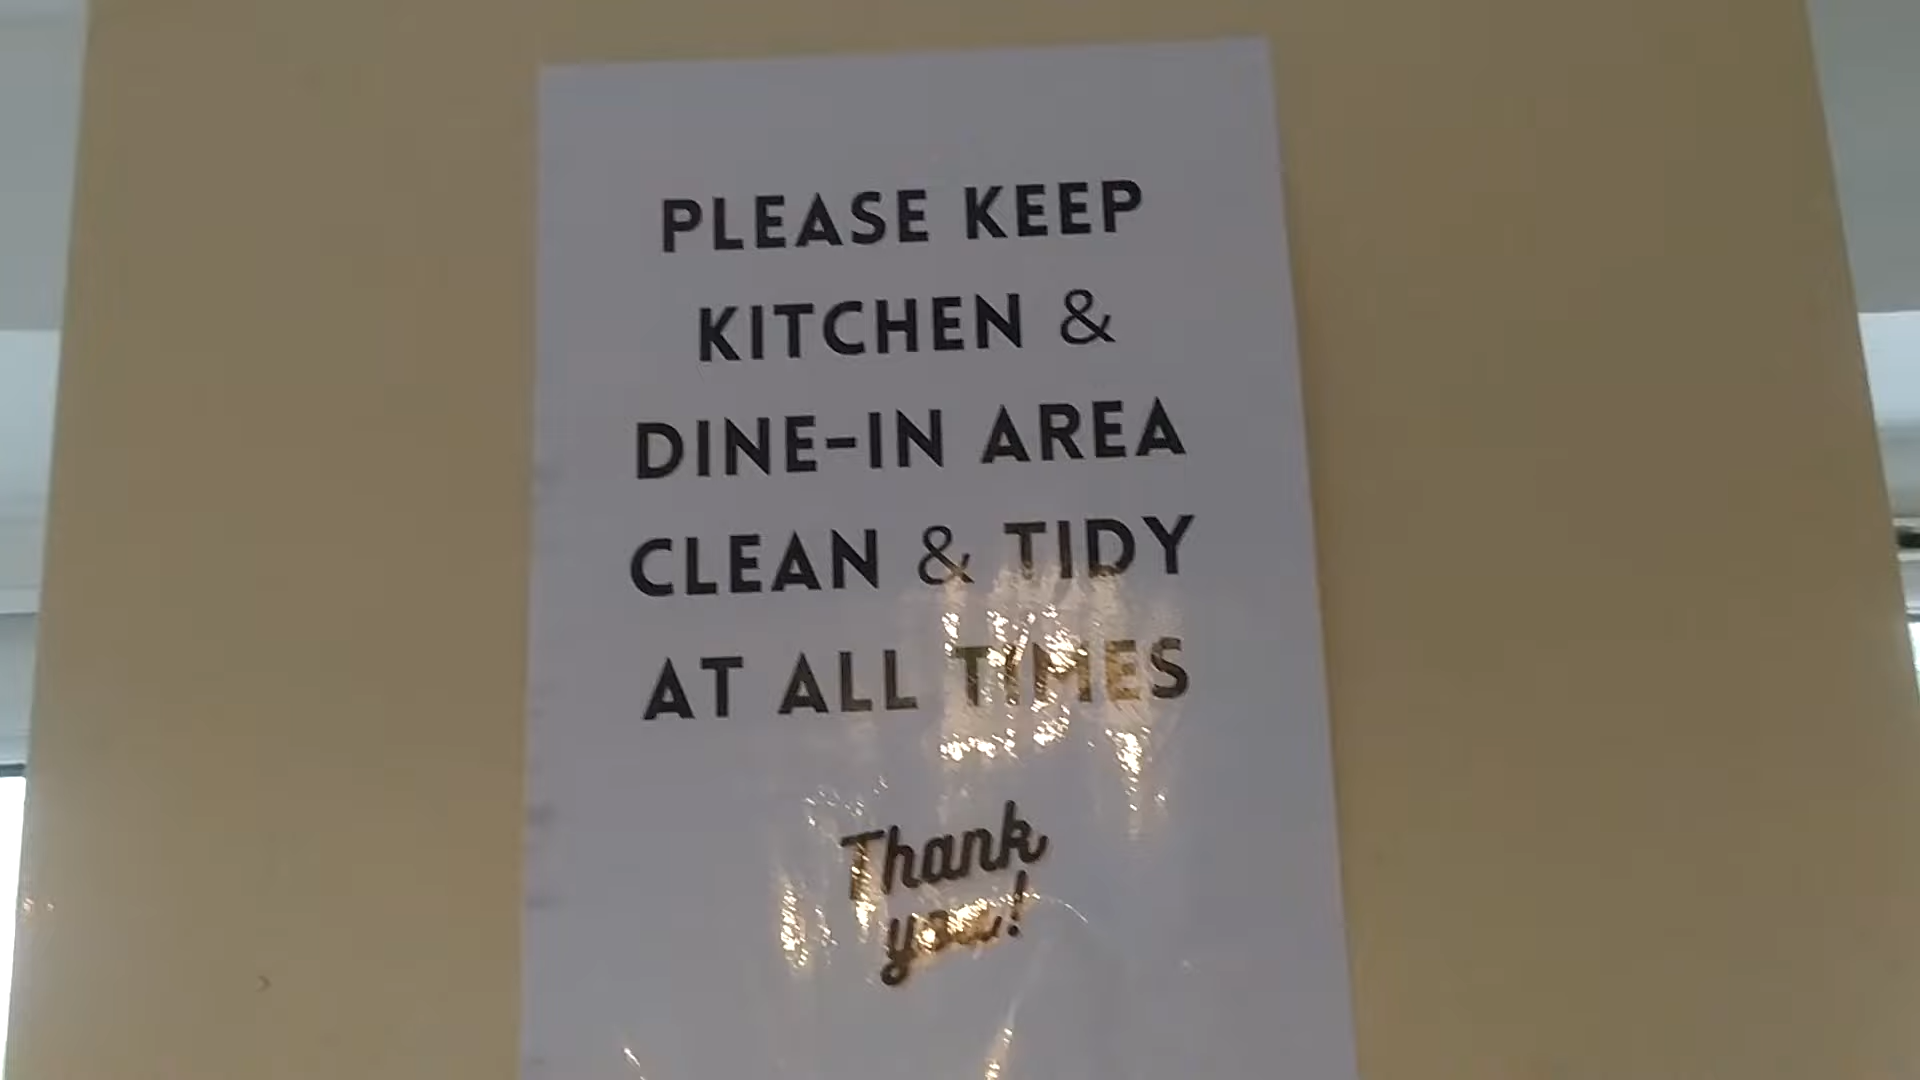 PLEASE KEEP
KITCHEN &
DINE-IN AREA
CLEAN & TIDY
AT ALL TIMES
Thank
you!